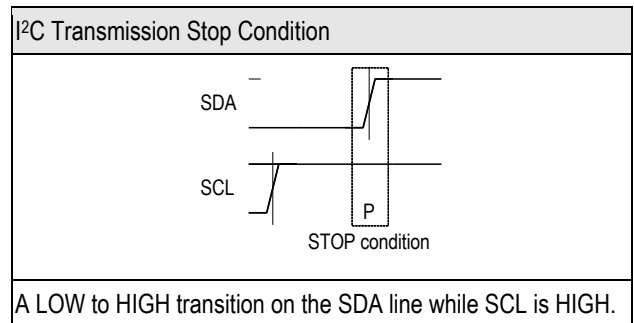 I²C Transmission Stop Condition
SDA
SCL
P
STOP condition
A LOW to HIGH transition on the SDA line while SCL is HIGH.